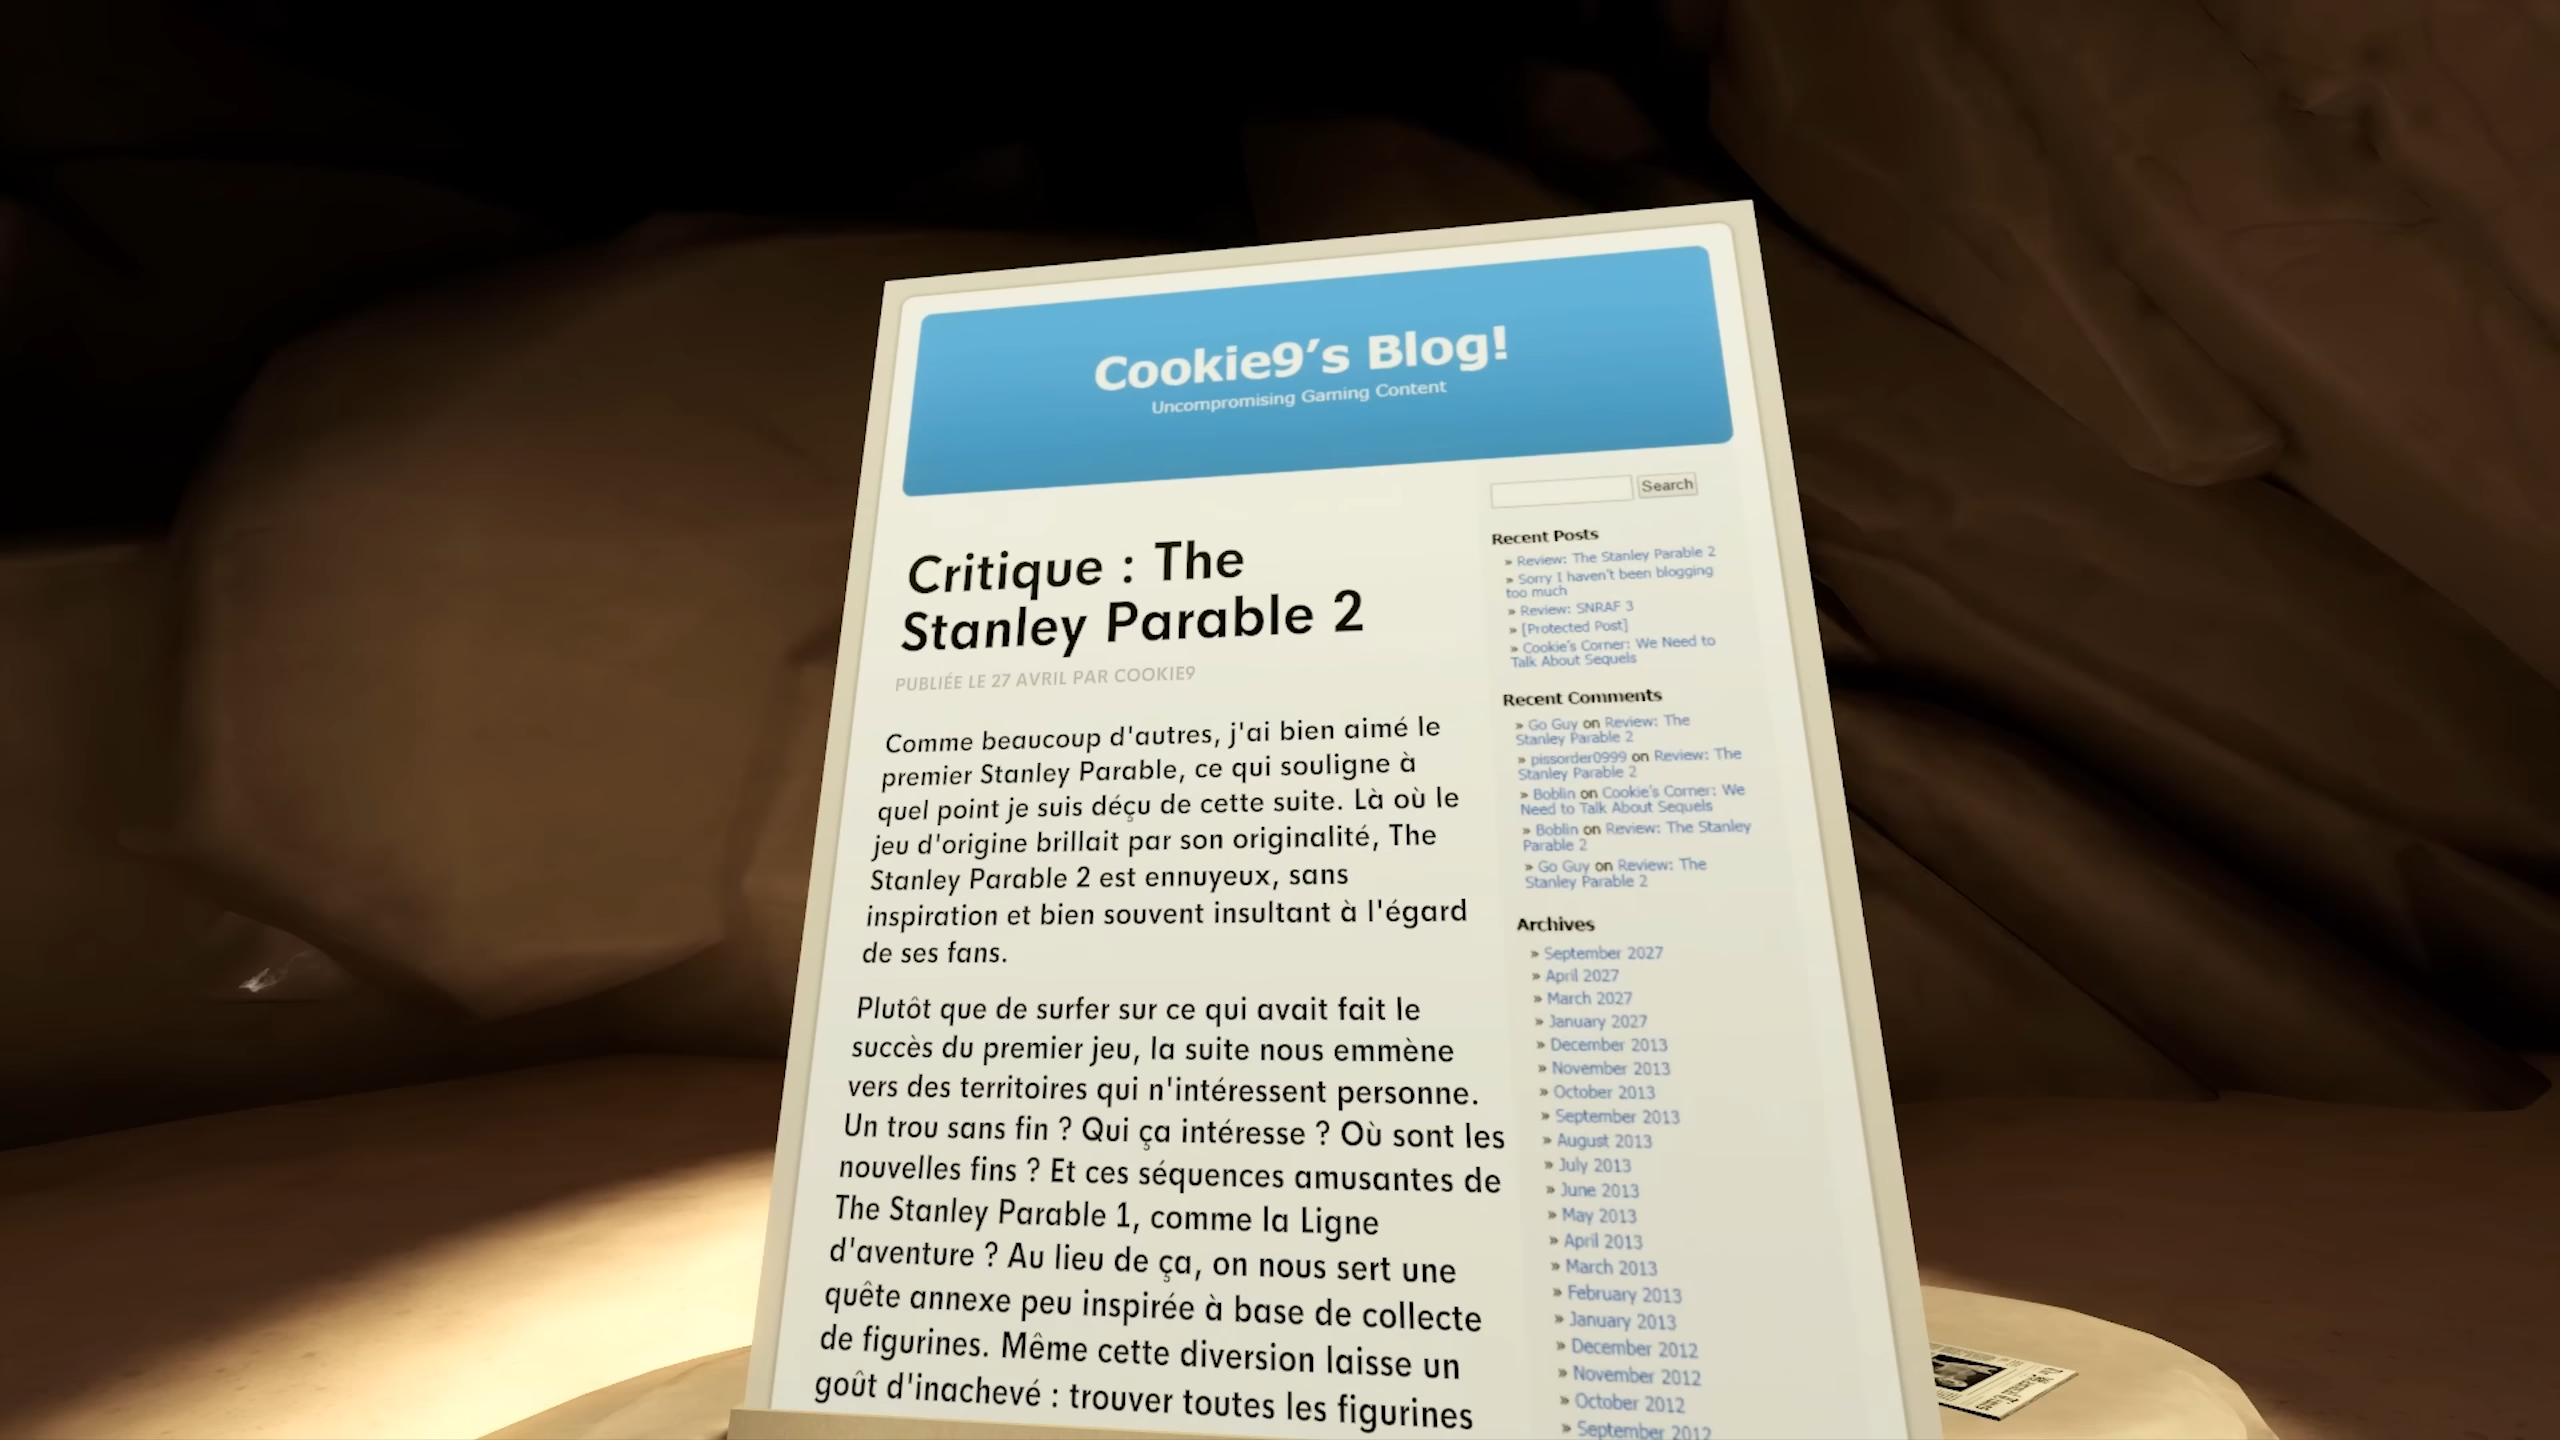 Cookie9's Blog!
Uncompromising Gaming Content
Critique : The
Stanley Parable 2
PUBLIÉE LE 27 AVRIL PAR COOKIE9
Comme beaucoup d'autres, j'ai bien aimé le
premier Stanley Parable, ce qui souligne à
quel point je suis déçu de cette suite. Là où le
jeu d'origine brillait par son originalité, The
Stanley Parable 2 est ennuyeux, sans
inspiration et bien souvent insultant à l'égard
de ses fans.
Plutôt que de surfer sur ce qui avait fait le
succès du premier jeu, la suite nous emmène
vers des territoires qui n'intéressent personne.
Un trou sans fin ? Qui ça intéresse ? Où sont les
nouvelles fins ? Et ces séquences amusantes de
The Stanley Parable 1, comme la Ligne
d'aventure ? Au lieu de ça, on nous sert une
quête annexe peu inspirée à base de collecte
de figurines. Même cette diversion laisse un
goût d'inachevé : trouver toutes les figurines
Search
Recent Posts
» Review: The Stanley Parable 2
» Sorry I haven't been blogging
too much
» Review: SNRAF 3
» [Protected Post]
» Cookie's Corner: We Need to
Talk About Sequels
Recent Comments
» Go Guy on Review: The
Stanley Parable 2
» pissorder0999 on Review: The
Stanley Parable 2
» Boblin on Cookie's Corner: We
Need to Talk About Sequels
» Boblin on Review: The Stanley
Parable 2
» Go Guy on Review: The
Stanley Parable 2
Archives
» September 2027
» April 2027
» March 2027
» January 2027
» December 2013
» November 2013
» October 2013
» September 2013
» August 2013
» July 2013
» June 2013
» May 2013
» April 2013
» March 2013
» February 2013
» January 2013
» December 2012
» November 2012
» October 2012
» September 2012